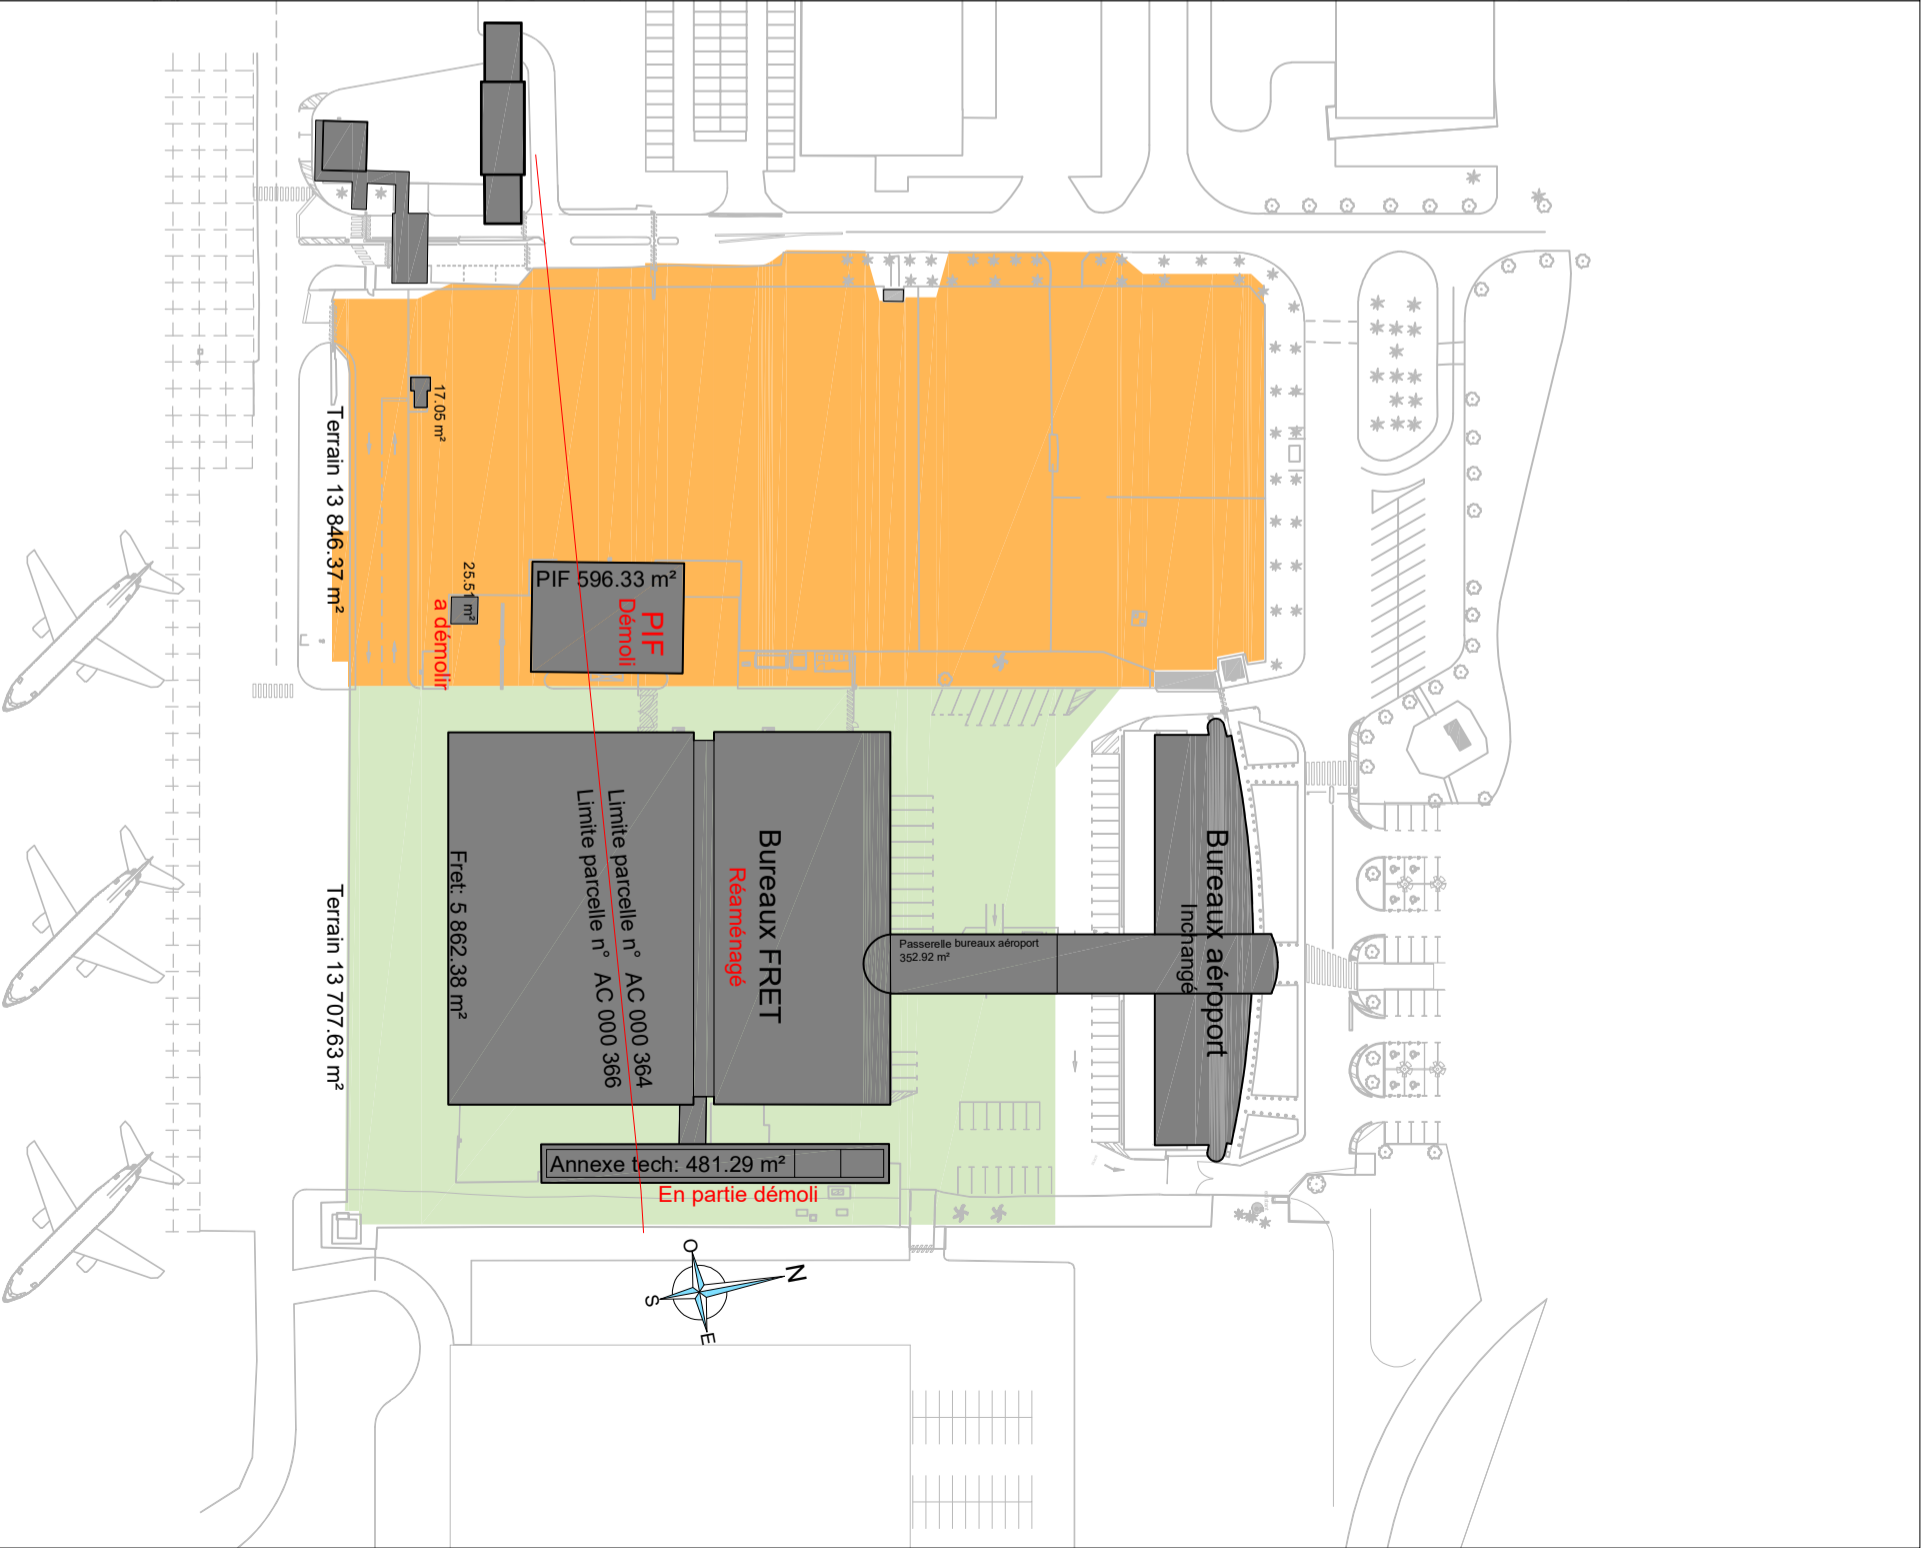 17.05 m²
Terrain 13 846.37 m²
25.51 m²
a démolir
PIF 596.33 m²
PIF
Démoli
Limite parcelle n° AC 000 364
Limite parcelle n° AC 000 366
Fret: 5 862.38 m²
Terrain 13 707.63 m²
Bureaux FRET
Réaménagé
Passerelle bureaux aéroport
352.92 m²
Bureaux aéroport
Inchangé
Annexe tech: 481.29 m²
En partie démoli
O
N
S
E